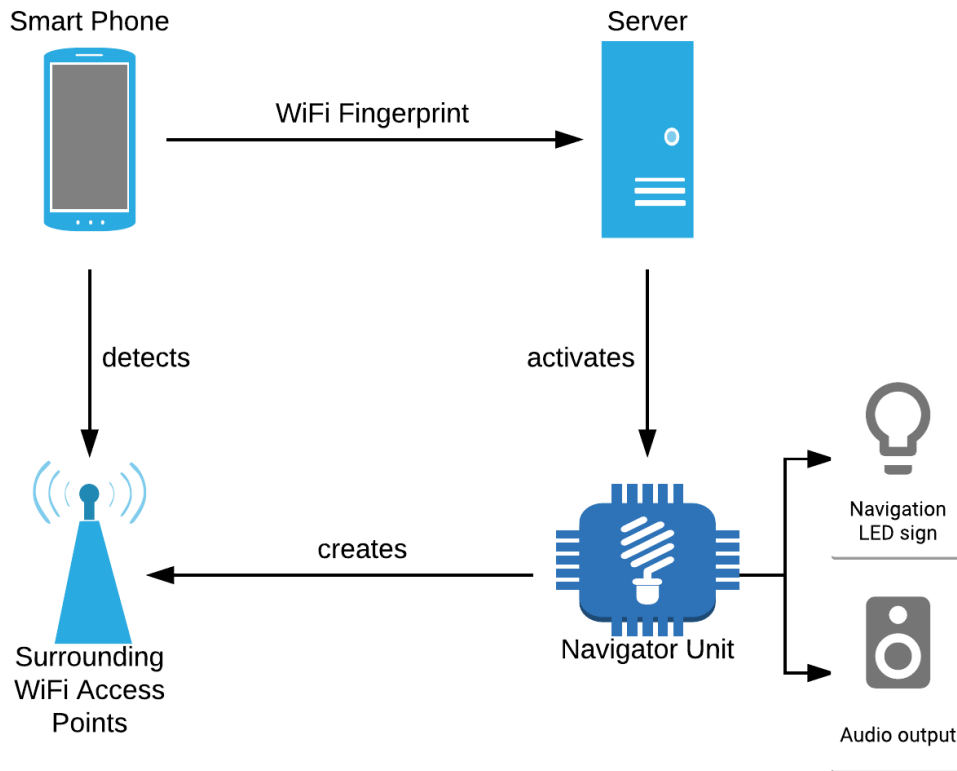 Smart Phone
Server
WiFi Fingerprint
detects
activates
Navigation
LED sign
creates
Surrounding
WiFi Access
Points
Navigator Unit
Audio output